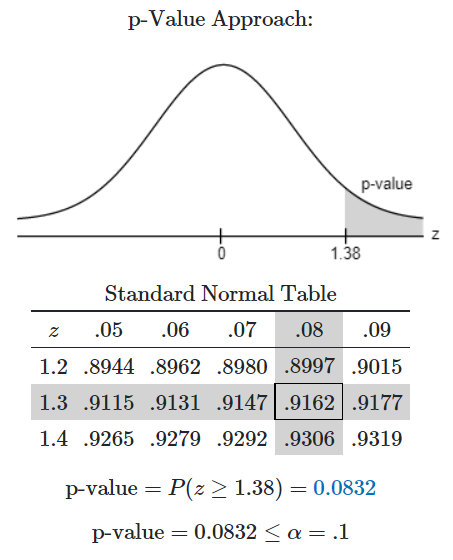 p-Value Approach:
p-value
z
0 1.38
Standard Normal Table
z .05 .06 .07 .08 .09
1.2 .8944 .8962 .8980 .8997 .9015
1.3 .9115 .9131 .9147 .9162 .9177
1.4 .9265 .9279 .9292 .9306 .9319
p-value = P(z ≥ 1.38) = 0.0832
p-value = 0.0832 ≤ α = .1